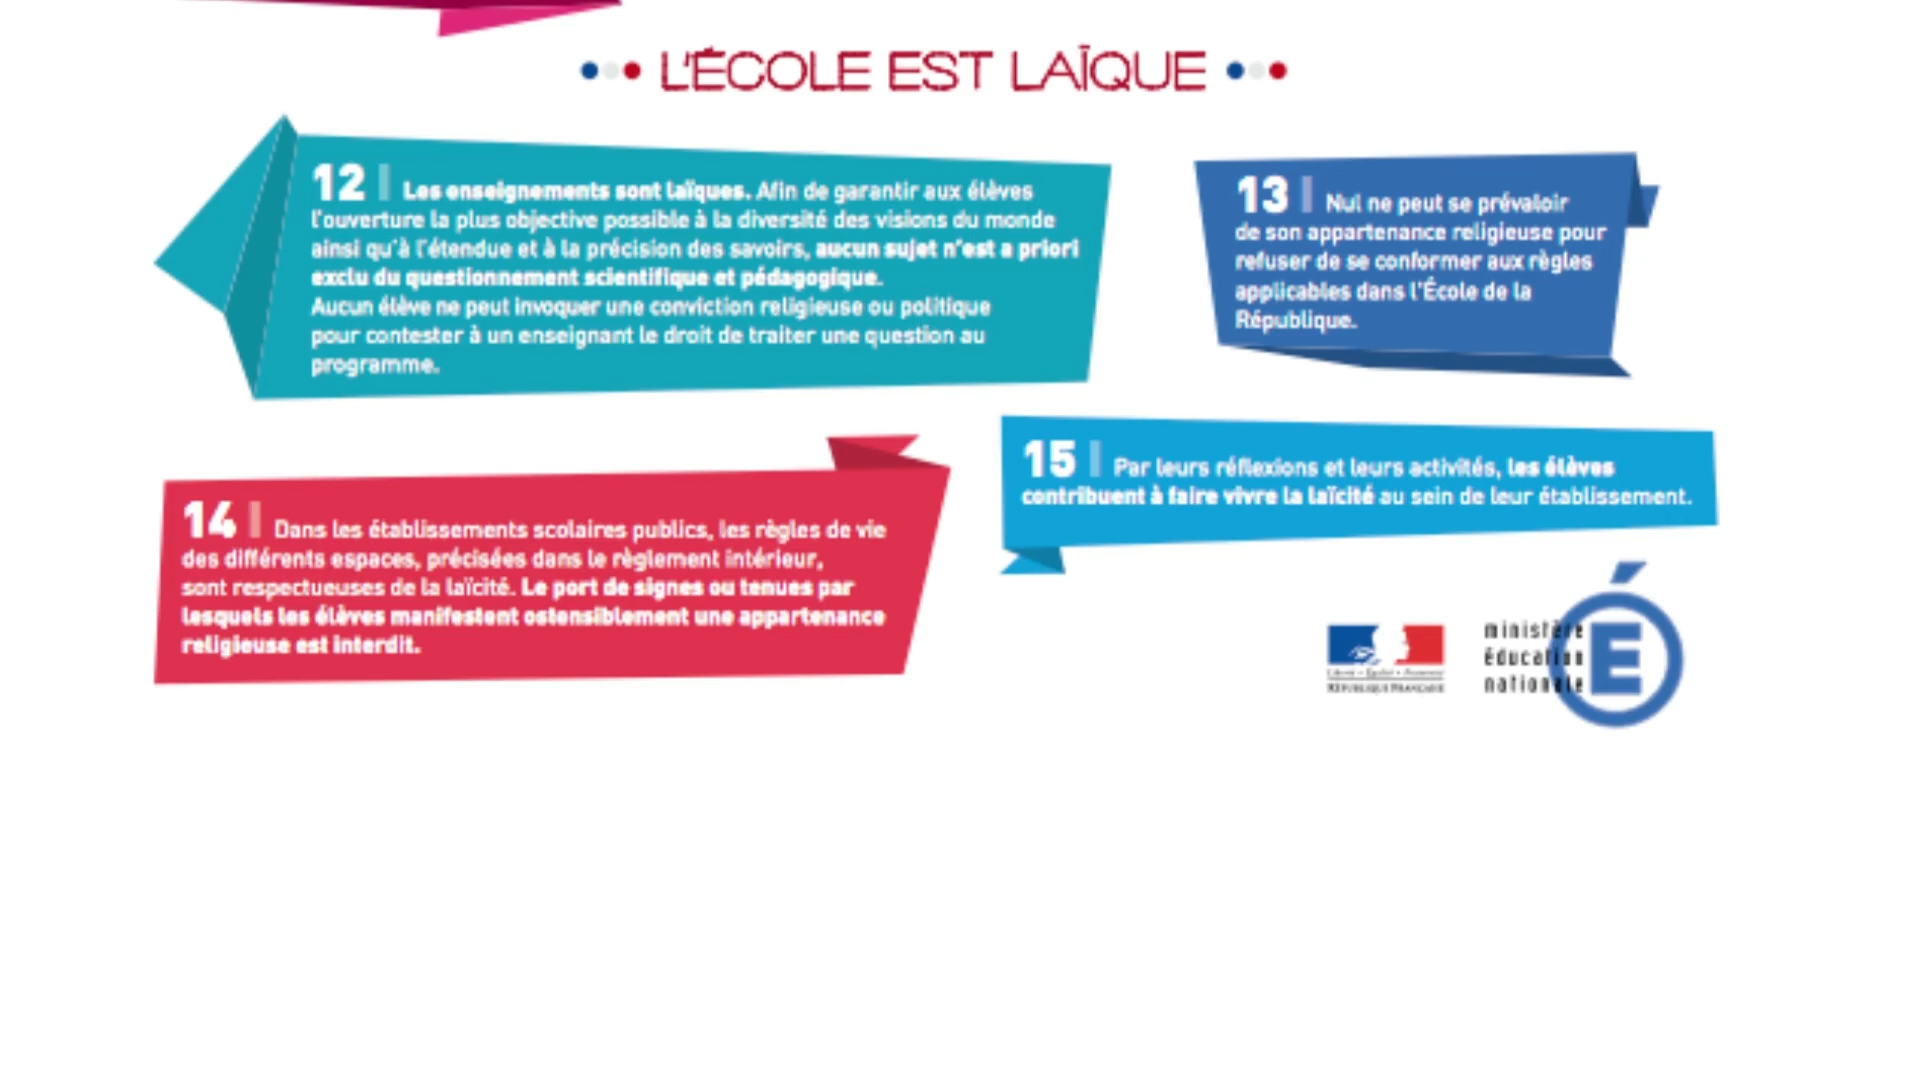 L'ÉCOLE EST LAÏQUE
12 | Les enseignements sont laïques. Afin de garantir aux élèves
l'ouverture la plus objective possible à la diversité des visions du monde
ainsi qu'à l'étendue et à la précision des savoirs, aucun sujet n'est a priori
exclu du questionnement scientifique et pédagogique.
Aucun élève ne peut invoquer une conviction religieuse ou politique
pour contester à un enseignant le droit de traiter une question au
programme.
13 | Nul ne peut se prévaloir
de son appartenance religieuse pour
refuser de se conformer aux règles
applicables dans l'École de la
République.
14 | Dans les établissements scolaires publics, les règles de vie
des différents espaces, précisées dans le règlement intérieur,
sont respectueuses de la laïcité. Le port de signes ou tenues par
lesquels les élèves manifestent ostensiblement une appartenance
religieuse est interdit.
15 | Par leurs réflexions et leurs activités, les élèves
contribuent à faire vivre la laïcité au sein de leur établissement.
Liberté • Égalité • Fraternité
RÉPUBLIQUE FRANÇAISE
ministère
éducation
nationale
É